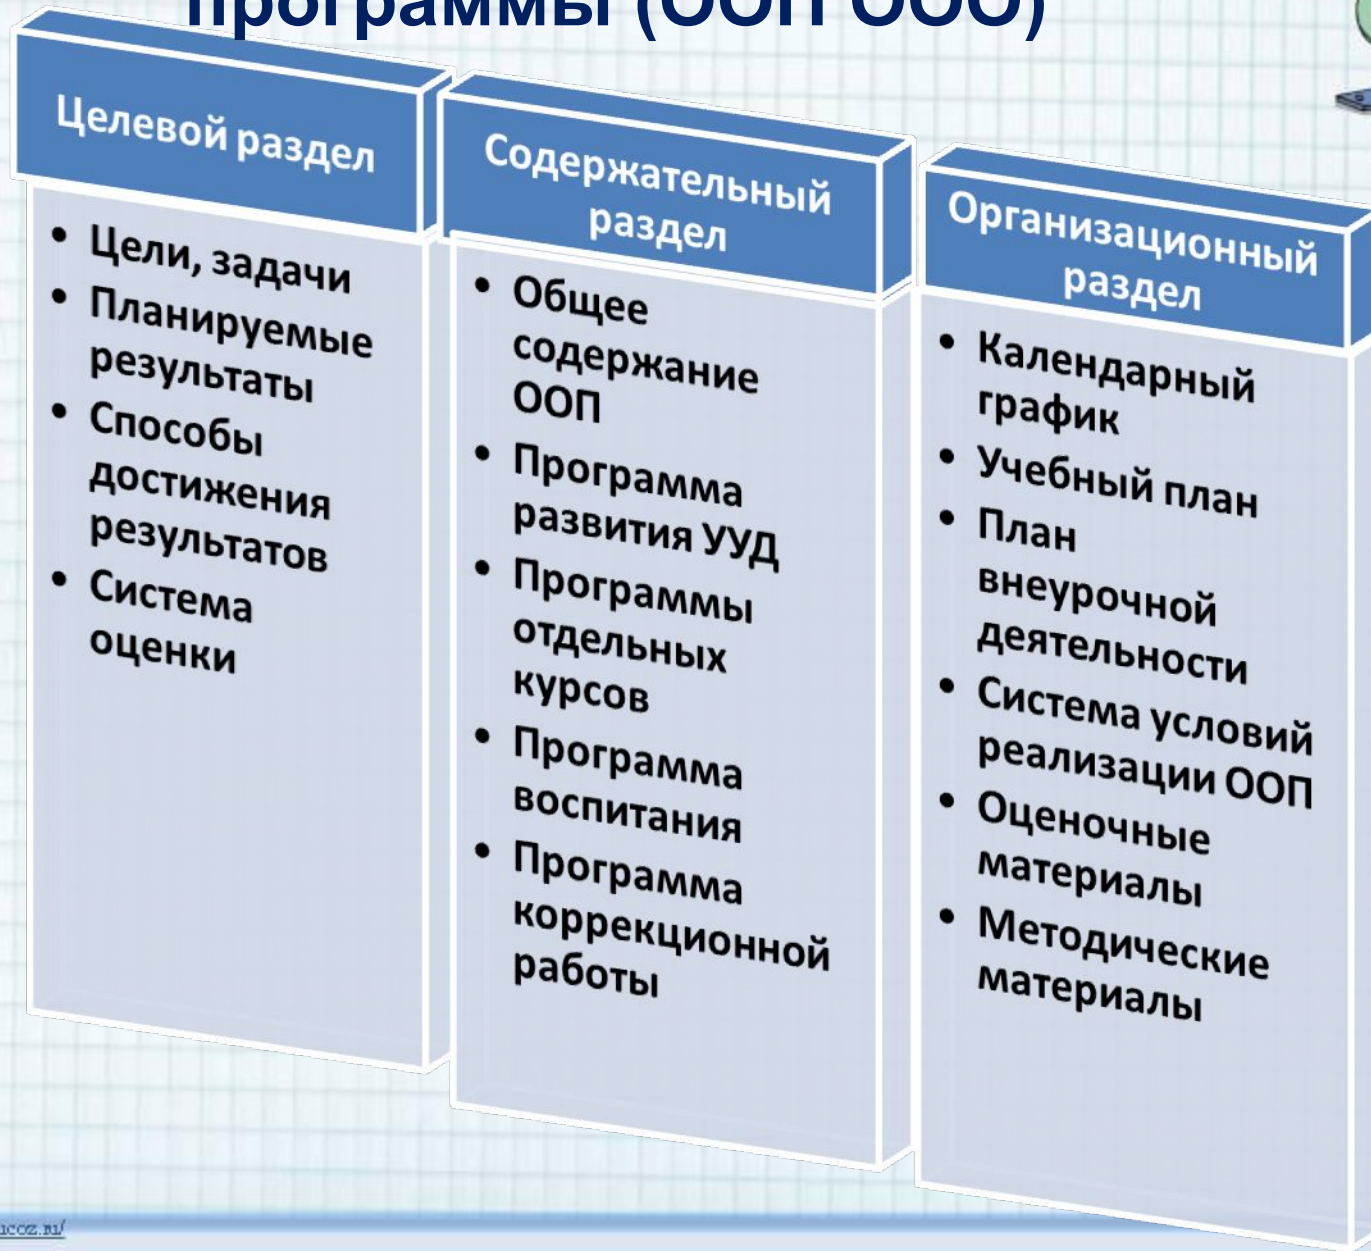 программы (ООП ООО)
Целевой раздел
• Цели, задачи
• Планируемые
результаты
• Способы
достижения
результатов
• Система
оценки
Содержательный
раздел
• Общее
содержание
ООП
• Программа
развития УУД
• Программы
отдельных
курсов
• Программа
воспитания
• Программа
коррекционной
работы
Организационный
раздел
• Календарный
график
• Учебный план
• План
внеурочной
деятельности
• Система условий
реализации ООП
• Оценочные
материалы
• Методические
материалы
ucoz.ru/